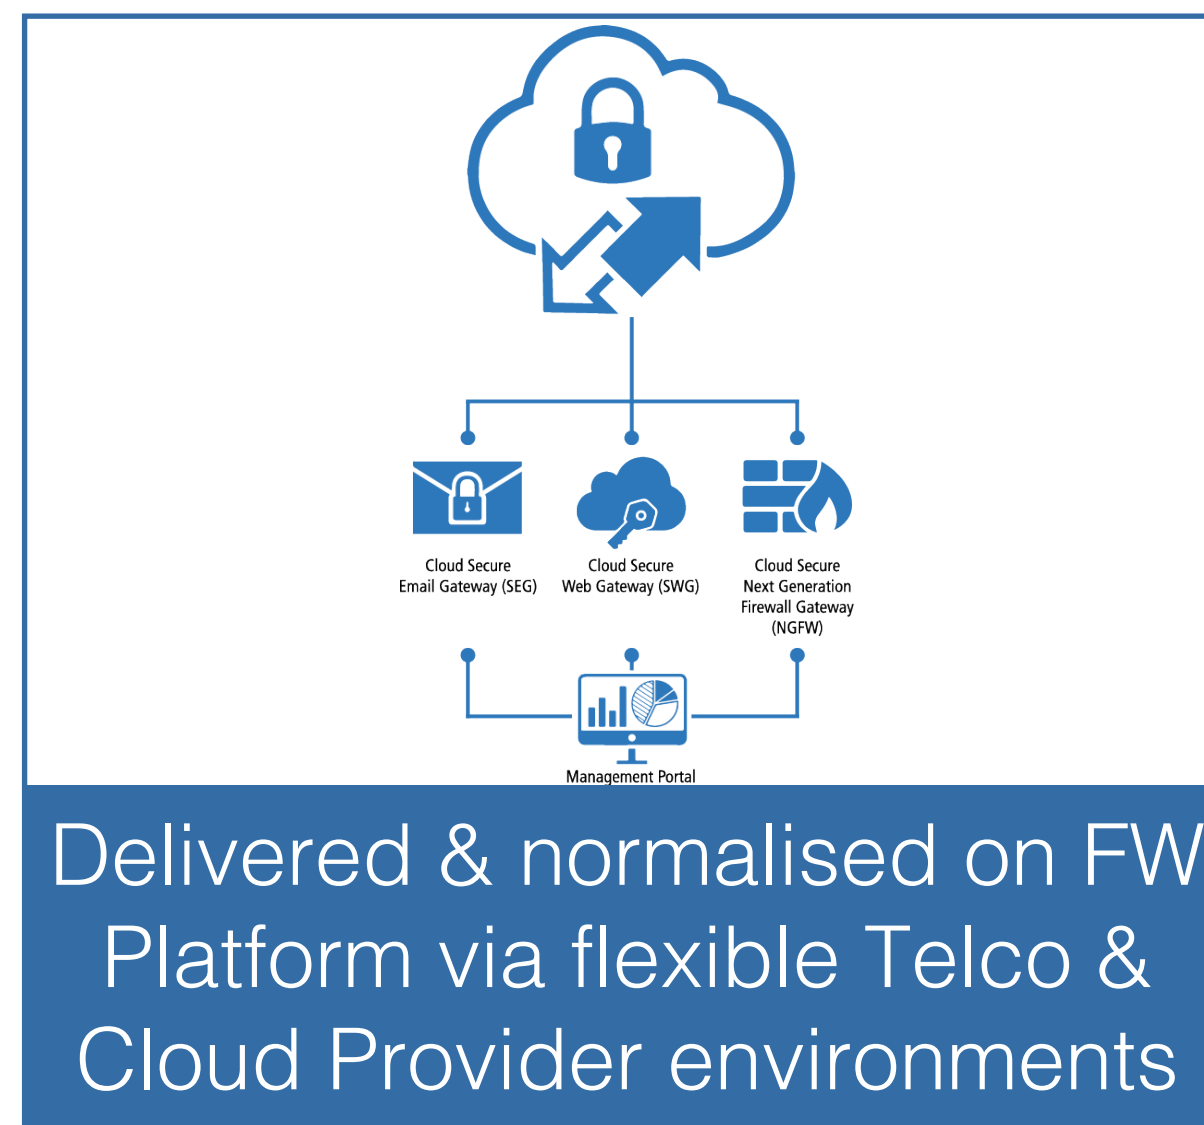 Cloud Secure
Email Gateway (SEG)
Cloud Secure
Web Gateway (SWG)
Cloud Secure
Next Generation
Firewall Gateway
(NGFW)
Management Portal
Delivered & normalised on FW
Platform via flexible Telco &
Cloud Provider environments